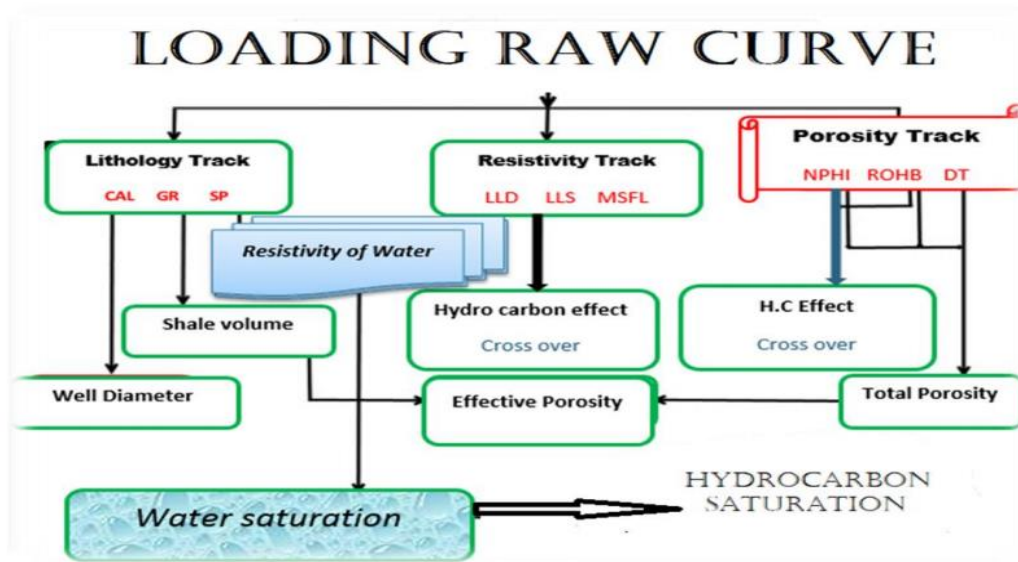 LOADING RAW CURVE
Lithology Track
CAL GR SP
Resistivity Track
LLD LLS MSFL
Porosity Track
NPHI ROHB DT
Resistivity of Water
Shale volume
Hydro carbon effect
Cross over
H.C Effect
Cross over
Well Diameter
Effective Porosity
Total Porosity
Water saturation
HYDROCARBON
SATURATION